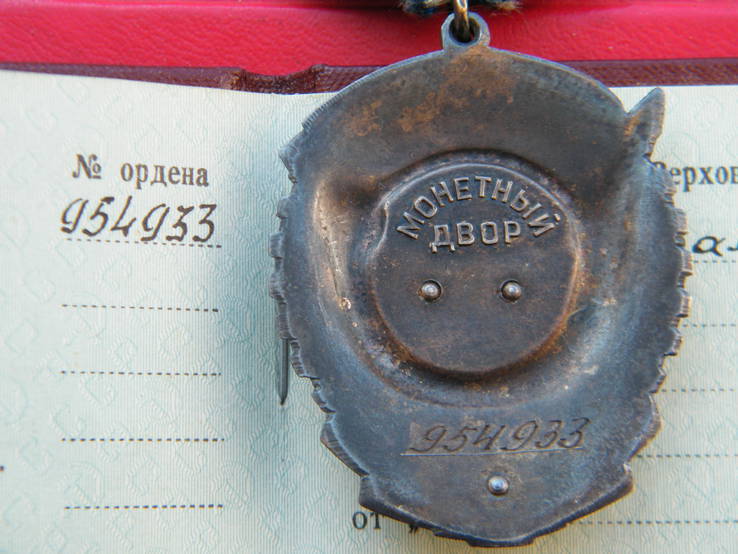 № ордена
954933
МОНЕТНЫЙ
ДВОР
954933
от „